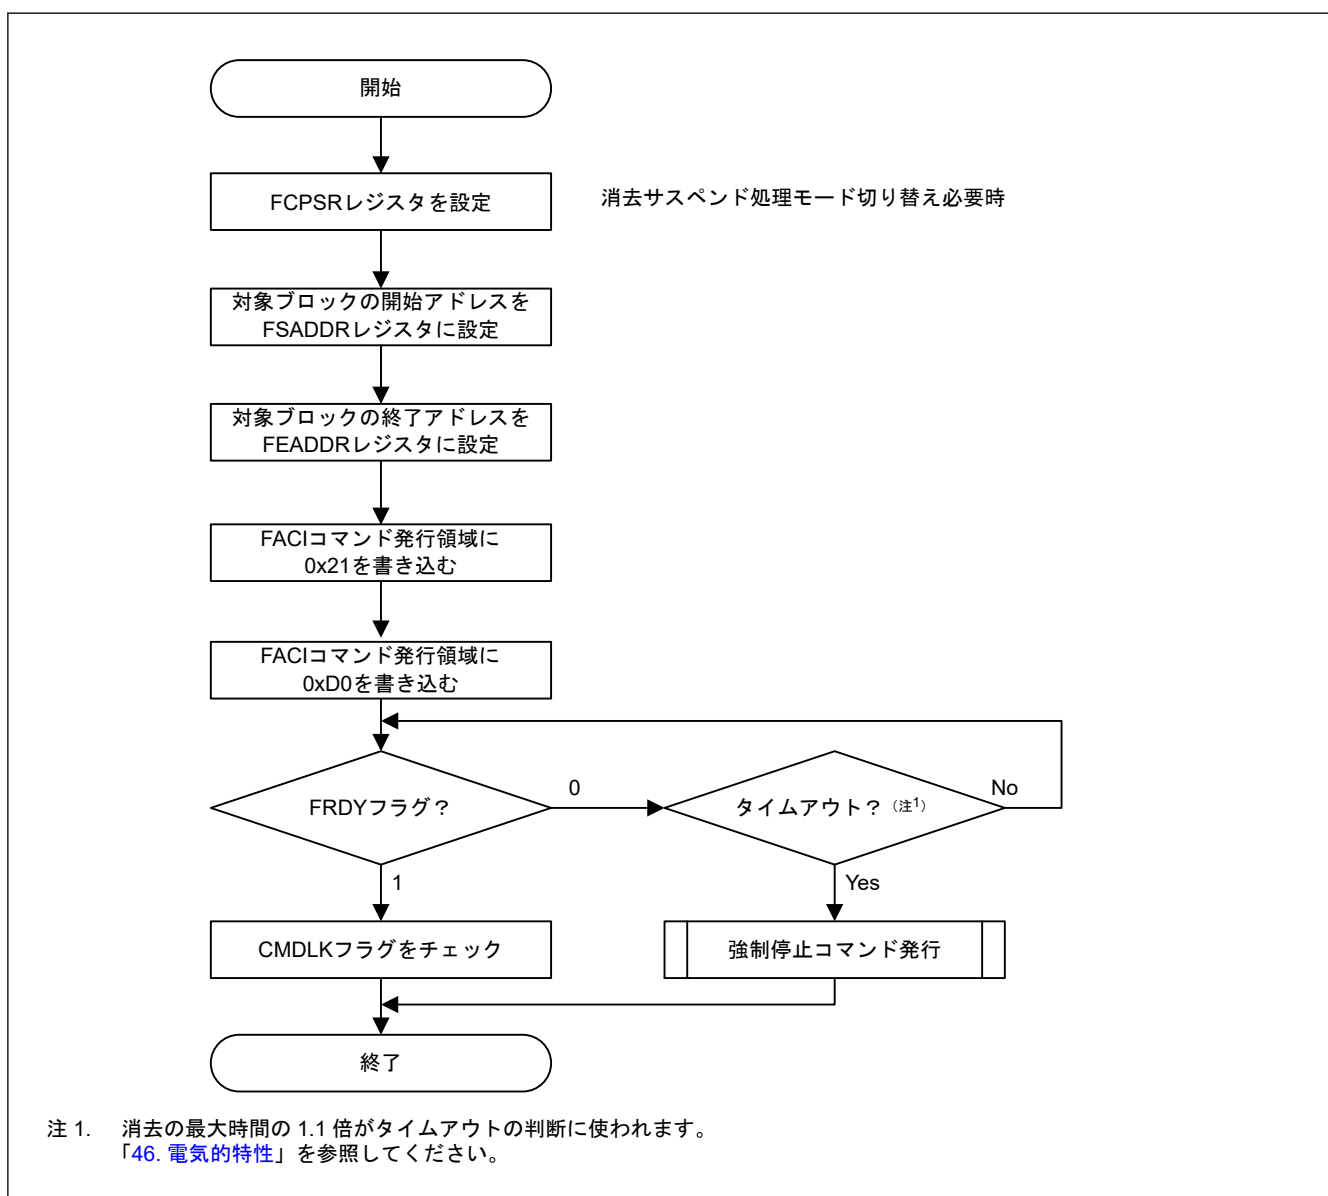 開始
FCPSRレジスタを設定
消去サスペンド処理モード切り替え必要時
対象ブロックの開始アドレスを
FSADDRレジスタに設定
対象ブロックの終了アドレスを
FEADDRレジスタに設定
FACIコマンド発行領域に
0x21を書き込む
FACIコマンド発行領域に
0xD0を書き込む
FRDYフラグ？
0
タイムアウト？（注1）
No
1
Yes
CMDLKフラグをチェック
強制停止コマンド発行
終了
注 1. 消去の最大時間の 1.1 倍がタイムアウトの判断に使われます。
「46. 電気的特性」を参照してください。